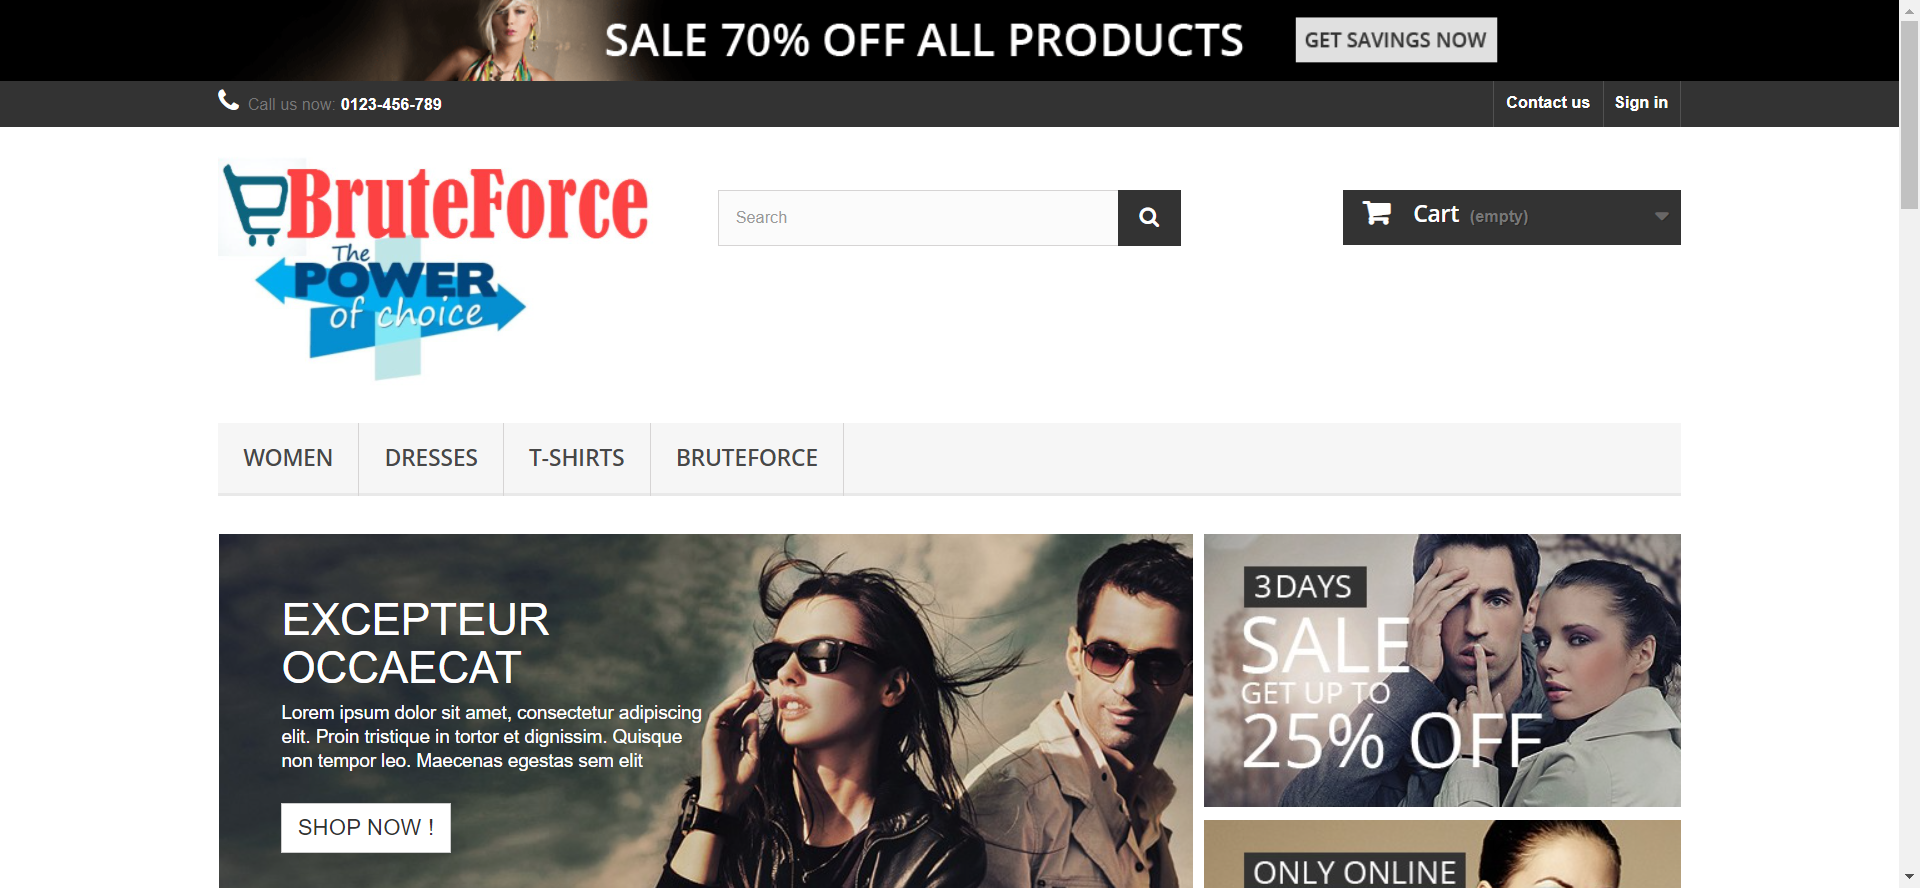 SALE 70% OFF ALL PRODUCTS
GET SAVINGS NOW
Call us now: 0123-456-789
Contact us
Sign in
BruteForce
The
POWER
of choice
Search
Cart (empty)
WOMEN
DRESSES
T-SHIRTS
BRUTEFORCE
EXCEPTEUR
OCCAECAT
Lorem ipsum dolor sit amet, consectetur adipiscing
elit. Proin tristique in tortor et dignissim. Quisque
non tempor leo. Maecenas egestas sem elit
SHOP NOW !
3 DAYS
SALE
GET UP TO
25% OFF
ONLY ONLINE